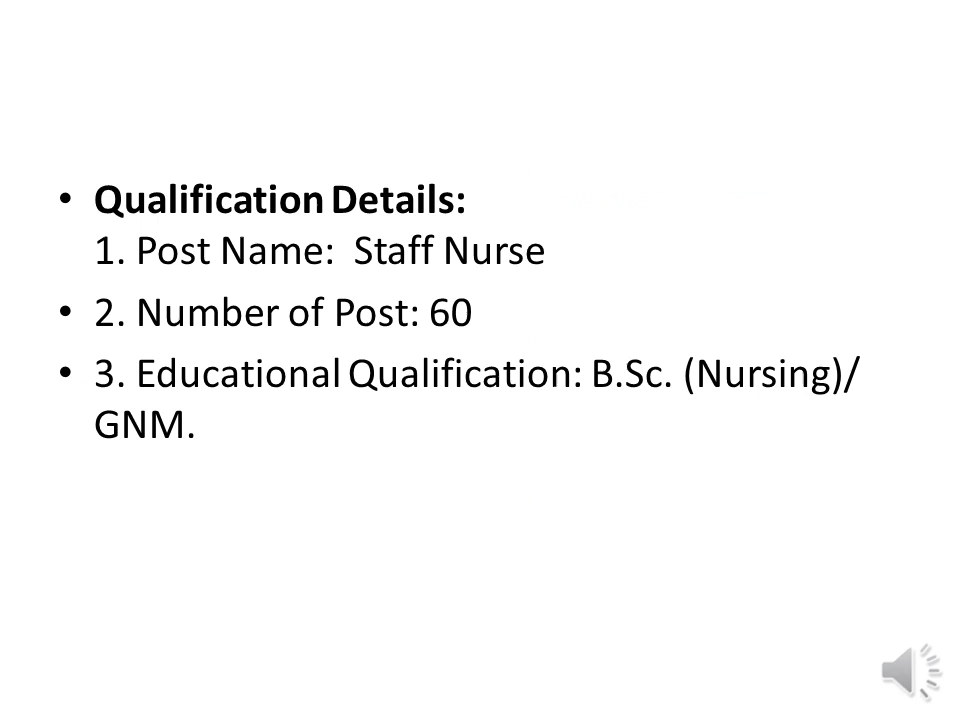 • Qualification Details:
1. Post Name:  Staff Nurse
• 2. Number of Post: 60
• 3. Educational Qualification: B.Sc. (Nursing)/
GNM.